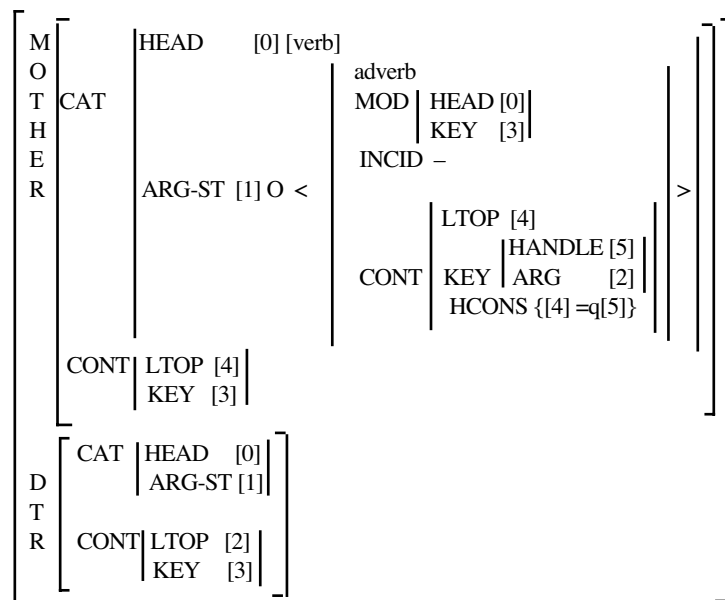 MOTHER
HEAD [0] [verb]
adverb
CAT MOD HEAD [0]
KEY [3]
INCID –
ARG-ST [1] O < >
LTOP [4]
HANDLE [5]
CONT KEY ARG [2]
HCONS {[4] =q[5]}
CONT LTOP [4]
KEY [3]
DTR
CAT HEAD [0]
ARG-ST [1]
CONT LTOP [2]
KEY [3]